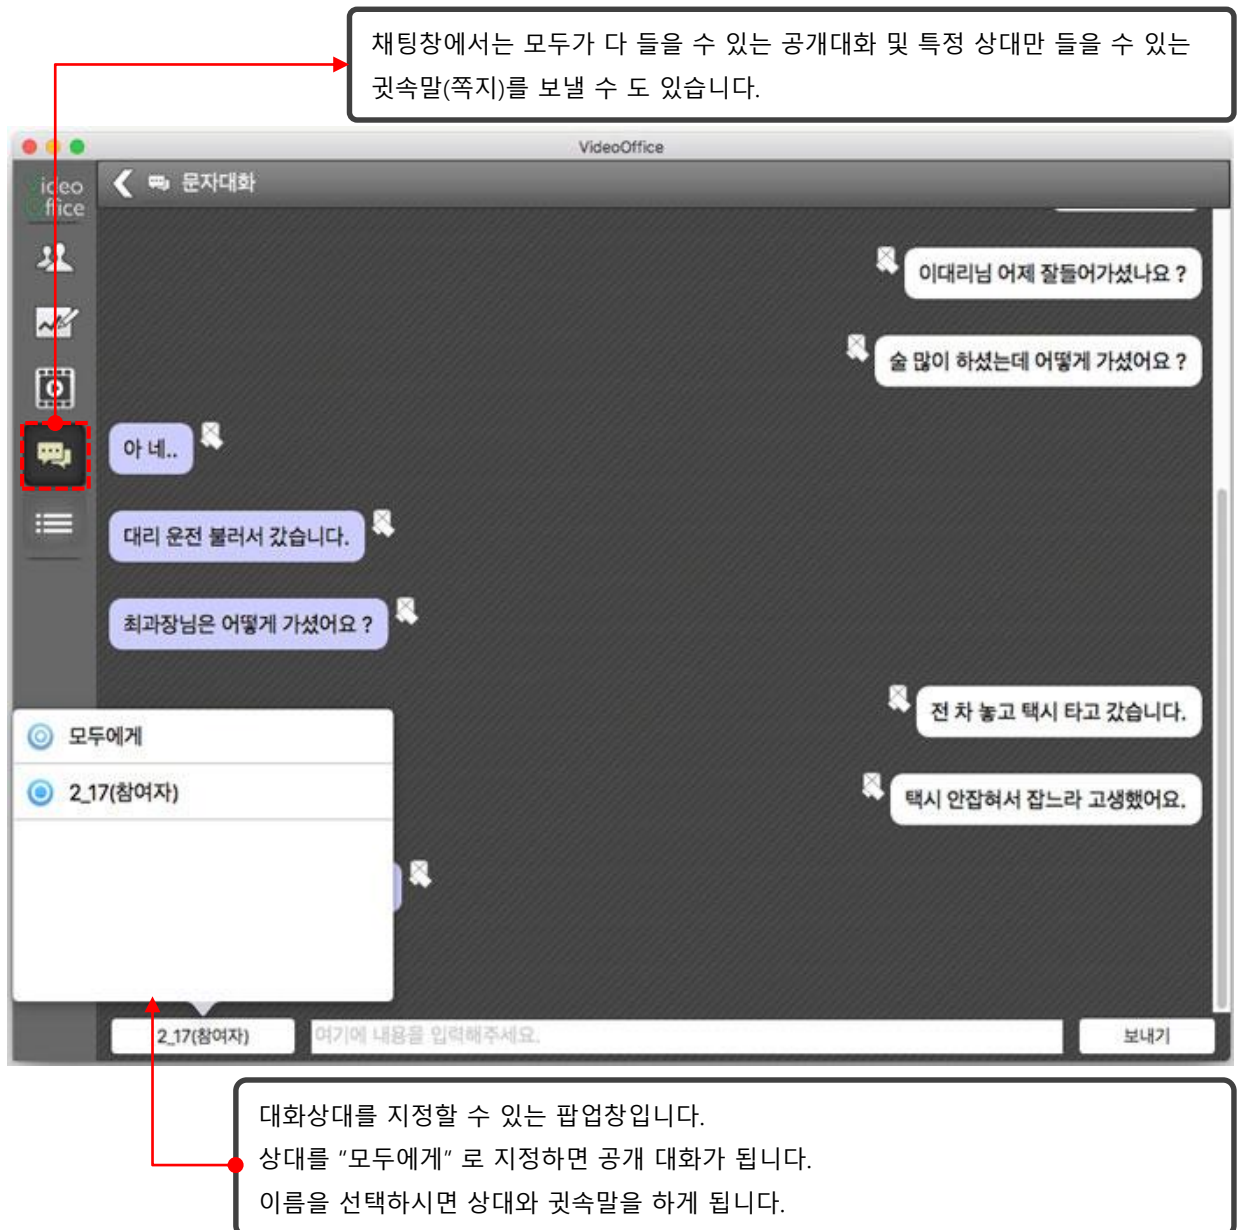 채팅창에서는 모두가 다 들을 수 있는 공개대화 및 특정 상대만 들을 수 있는
귓속말(쪽지)를 보낼 수 도 있습니다.
VideoOffice
ideo
ffice
문자대화
이대리님 어제 잘들어가셨나요 ?
술 많이 하셨는데 어떻게 가셨어요 ?
아 네..
대리 운전 불러서 갔습니다.
최과장님은 어떻게 가셨어요 ?
전 차 놓고 택시 타고 갔습니다.
택시 안잡혀서 잡느라 고생했어요.
모두에게
2_17(참여자)
2_17(참여자)
여기에 내용을 입력해주세요.
보내기
대화상대를 지정할 수 있는 팝업창입니다.
상대를 "모두에게" 로 지정하면 공개 대화가 됩니다.
이름을 선택하시면 상대와 귓속말을 하게 됩니다.